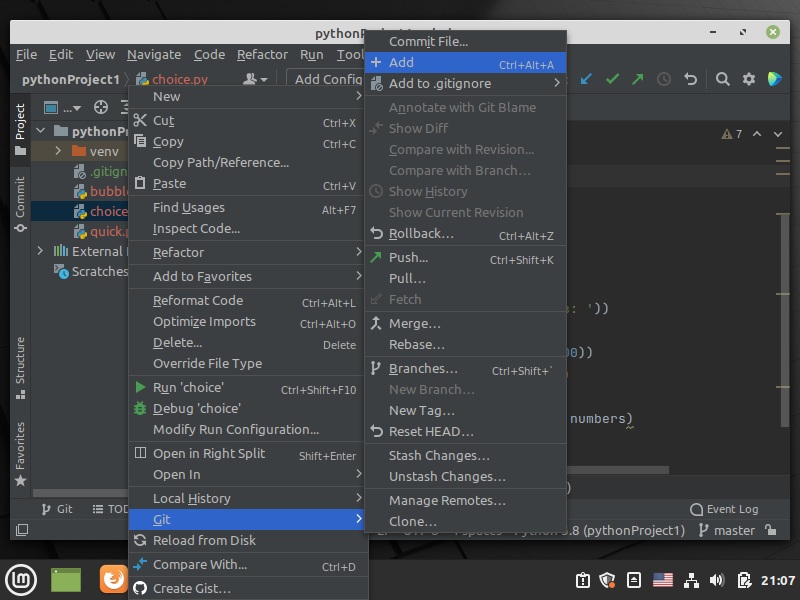 pythonProject1
File Edit View Navigate Code Refactor Run
pythonProject1 choice.py Add Config
Project
Commit
Structure
Favorites
...
pythonP
venv
.gitign
bubbl
choice
quick.p
External
Scratches
New
Cut Ctrl+X
Copy Ctrl+C
Copy Path/Reference...
Paste Ctrl+V
Find Usages Alt+F7
Inspect Code...
Refactor
Add to Favorites
Reformat Code Ctrl+Alt+L
Optimize Imports Ctrl+Alt+O
Delete... Delete
Override File Type
Run 'choice' Ctrl+Shift+F10
Debug 'choice'
Modify Run Configuration...
Open in Right Split Shift+Enter
Open In
Local History
Git
Reload from Disk
Compare With... Ctrl+D
Create Gist...
Commit File...
Add Ctrl+Alt+A
Add to .gitignore
Annotate with Git Blame
Show Diff
Compare with Revision...
Compare with Branch...
Show History
Show Current Revision
Rollback... Ctrl+Alt+Z
Push... Ctrl+Shift+K
Pull...
Fetch
Merge...
Rebase...
Branches... Ctrl+Shift+`
New Branch...
New Tag...
Reset HEAD...
Stash Changes...
Unstash Changes...
Manage Remotes...
Clone...
7
: '))
00))
)
numbers)
)
Git TOD Event Log
3.8 (pythonProject1) master
21:07